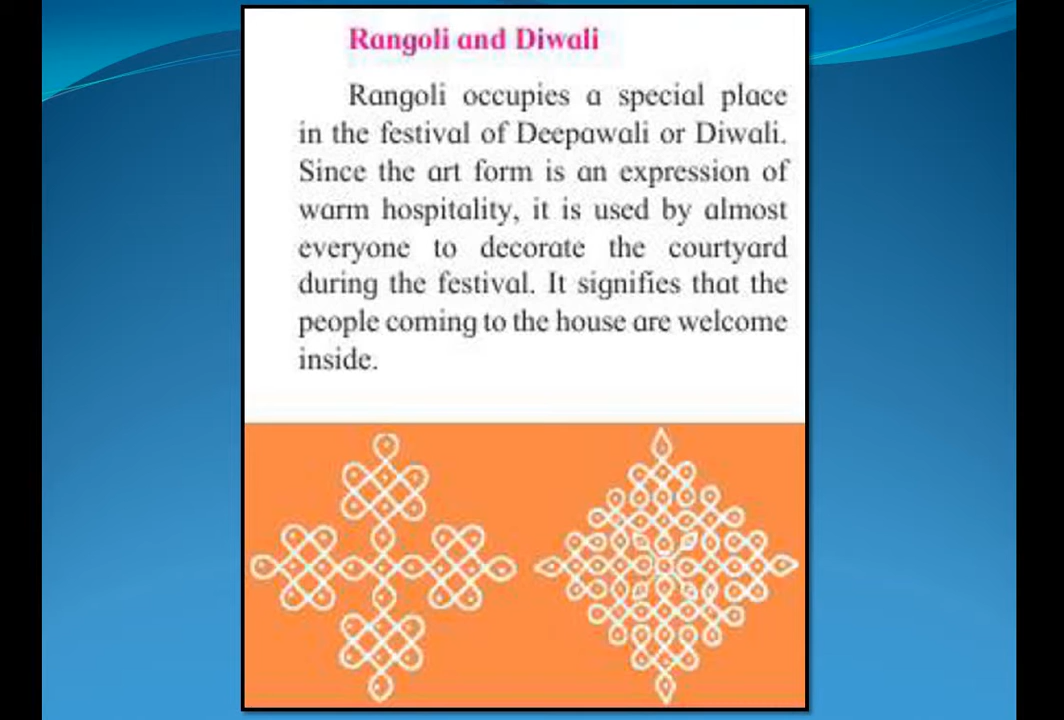 Rangoli and Diwali
Rangoli occupies a special place
in the festival of Deepawali or Diwali.
Since the art form is an expression of
warm hospitality, it is used by almost
everyone to decorate the courtyard
during the festival. It signifies that the
people coming to the house are welcome
inside.